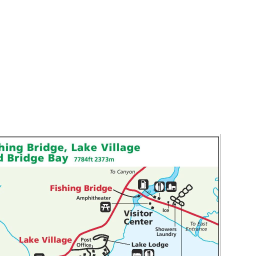 hing Bridge, Lake Village
d Bridge Bay 7784ft 2373m
To Canyon
Fishing Bridge
Amphitheater
Visitor
Center
Ice
Showers
Laundry
To East
Entrance
Lake Village
Post
Office
Lake Lodge